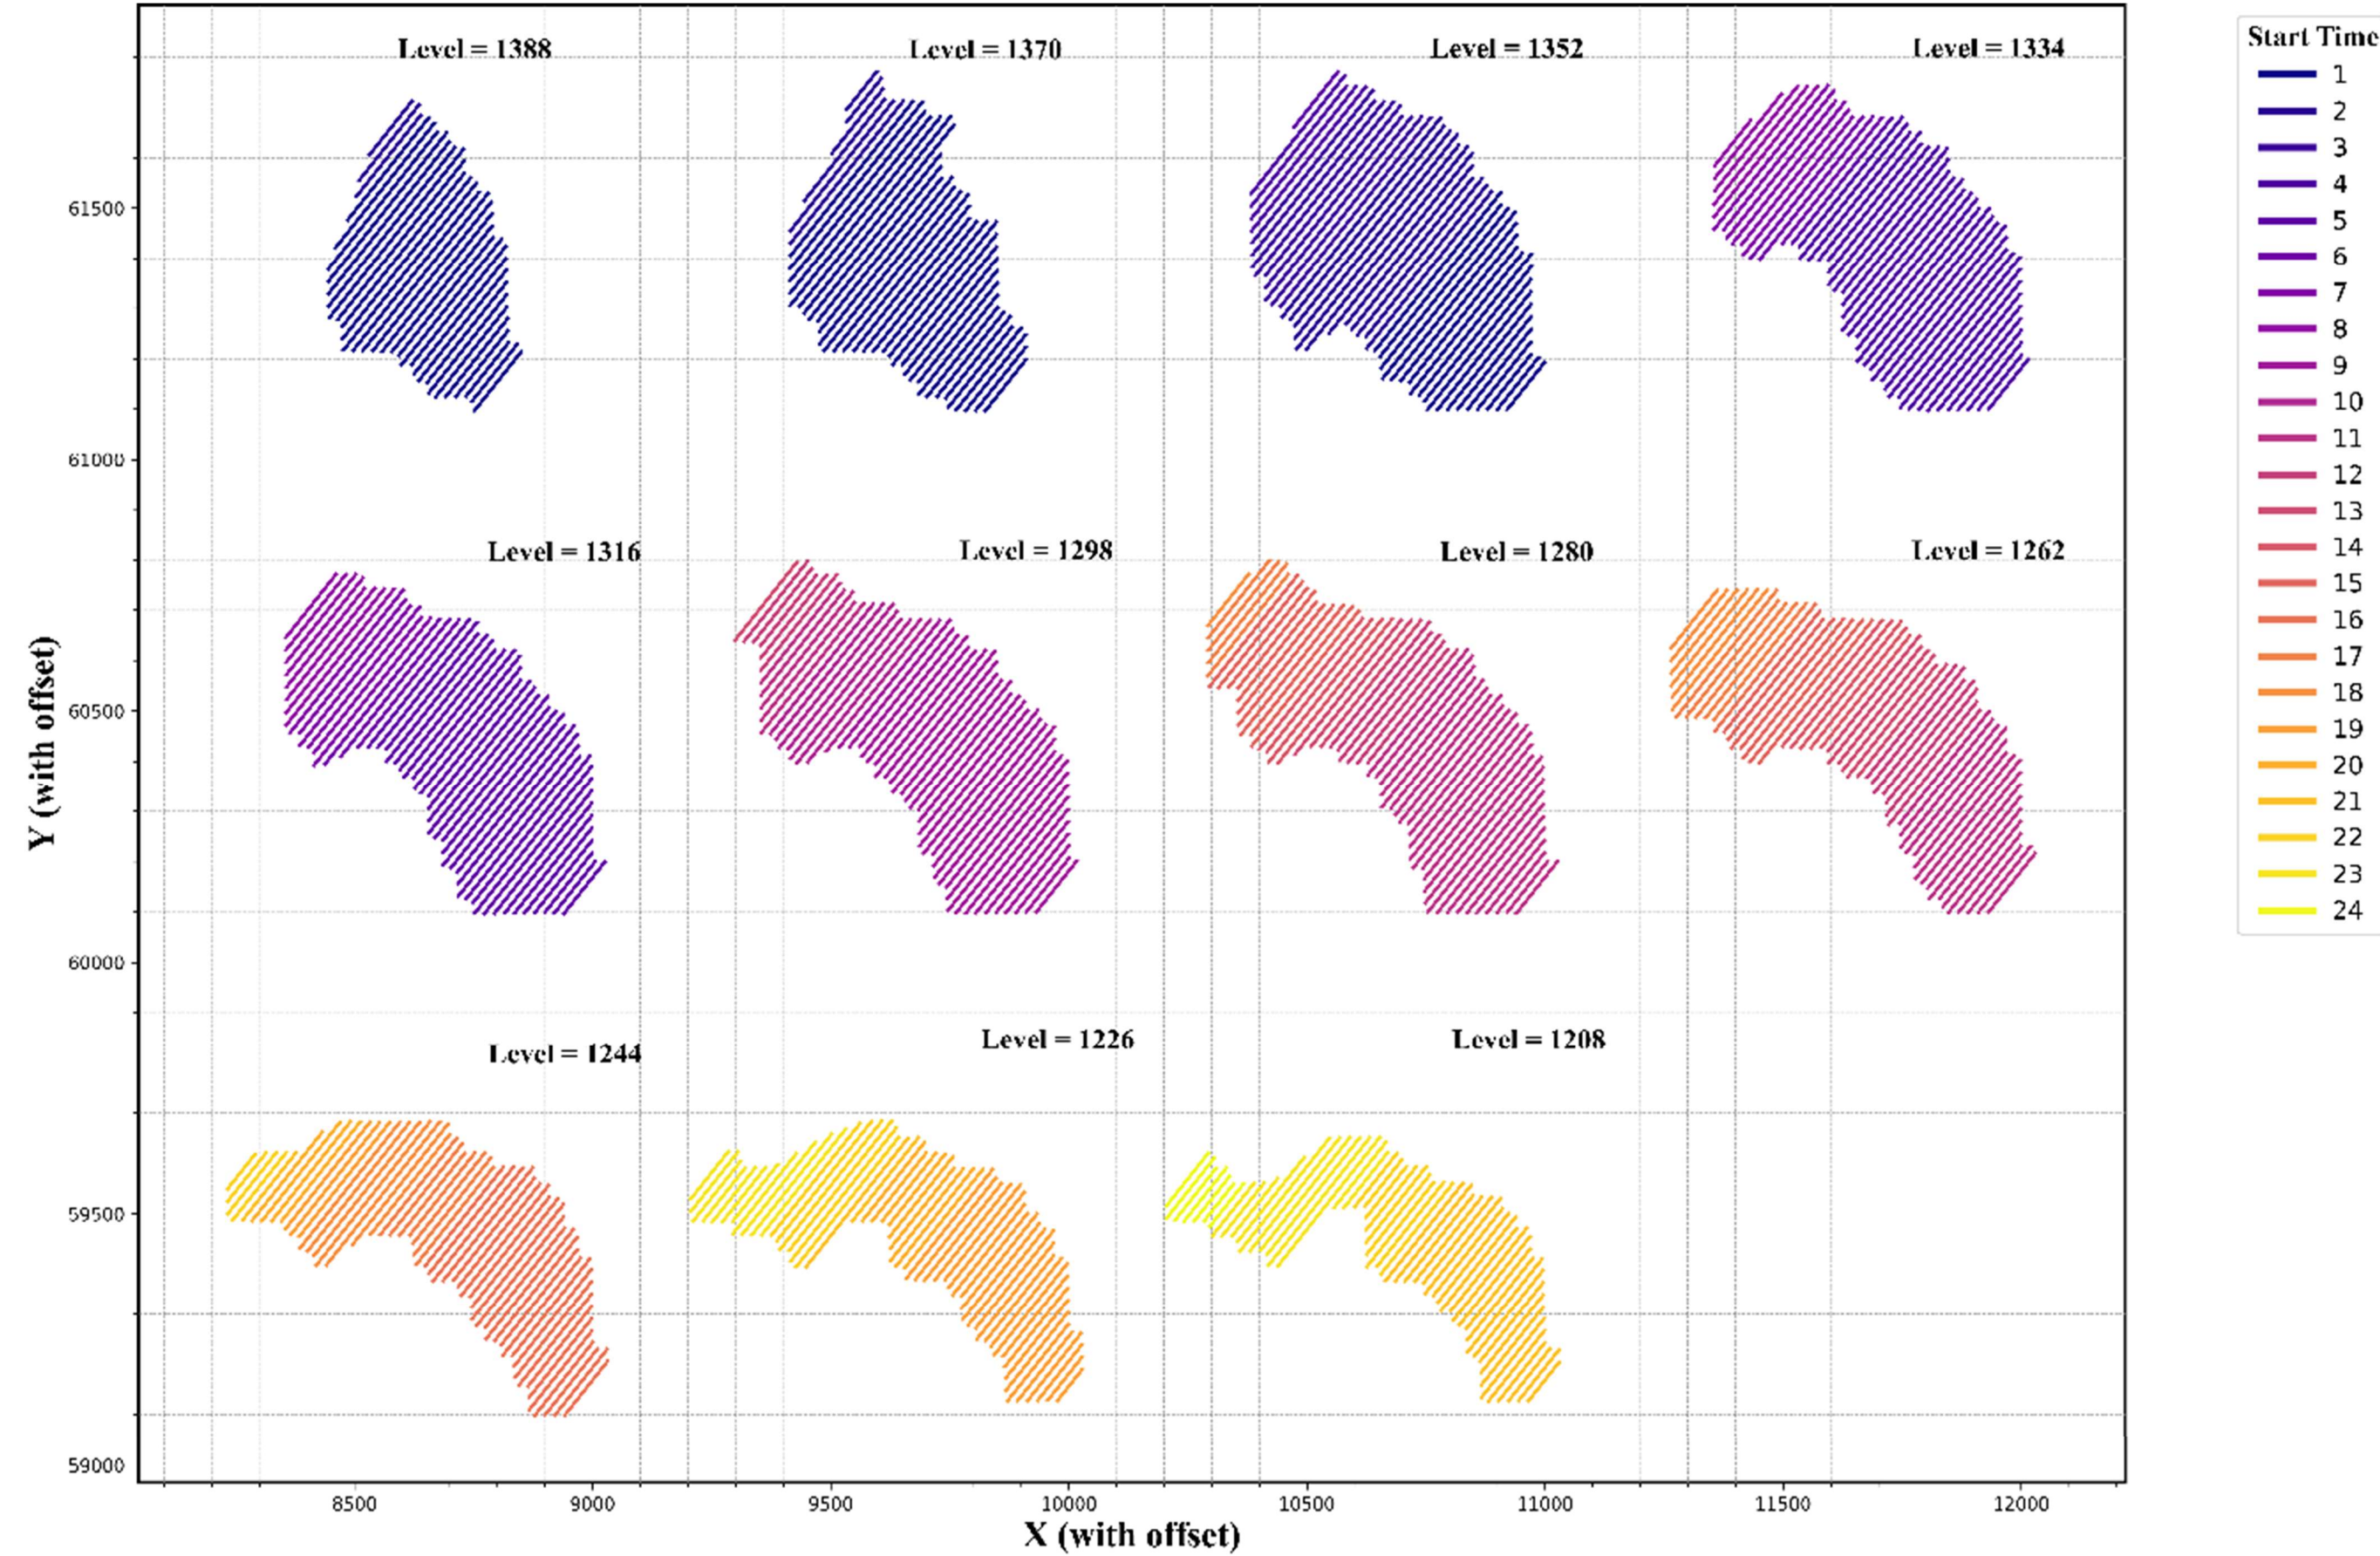 Level = 1388
Level = 1370
Level = 1352
Level = 1334
Level = 1316
Level = 1298
Level = 1280
Level = 1262
Level = 1244
Level = 1226
Level = 1208
Y (with offset)
61500
61000
60500
60000
59500
59000
8500
9000
9500
10000
10500
11000
11500
12000
X (with offset)
Start Time
1
2
3
4
5
6
7
8
9
10
11
12
13
14
15
16
17
18
19
20
21
22
23
24